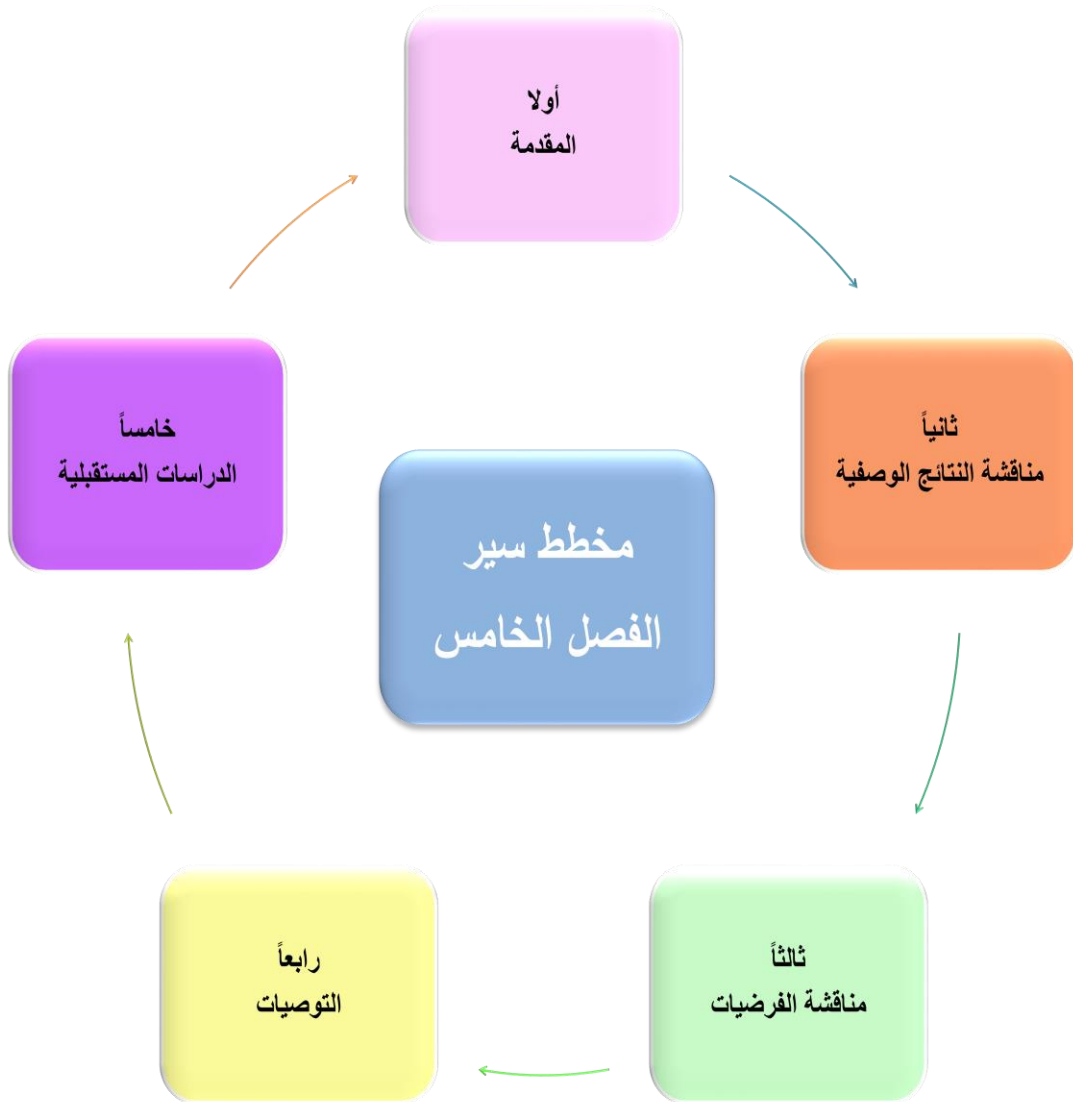 أولا
المقدمة
ثانياً
مناقشة النتائج الوصفية
ثالثاً
مناقشة الفرضيات
رابعاً
التوصيات
خامساً
الدراسات المستقبلية
مخطط سير
الفصل الخامس